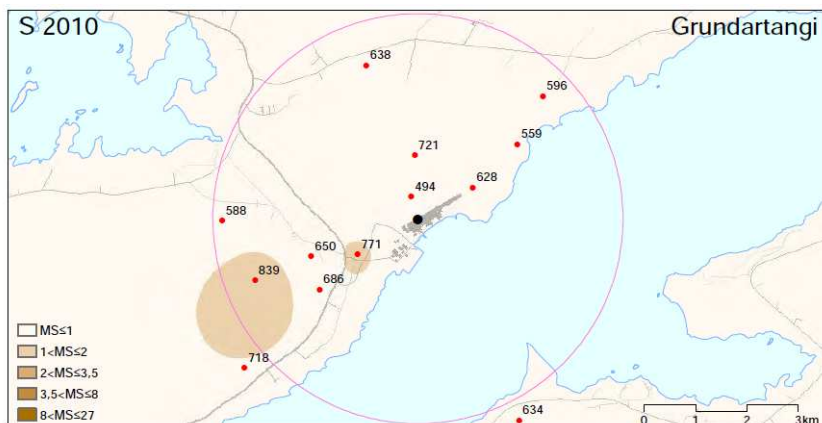 S 2010
Grundartangi
638
596
559
721
628
494
588
650
771
839
686
718
634
MS≤1
1<MS≤2
2<MS≤3,5
3,5<MS≤8
8<MS≤27
0 1 2 3km